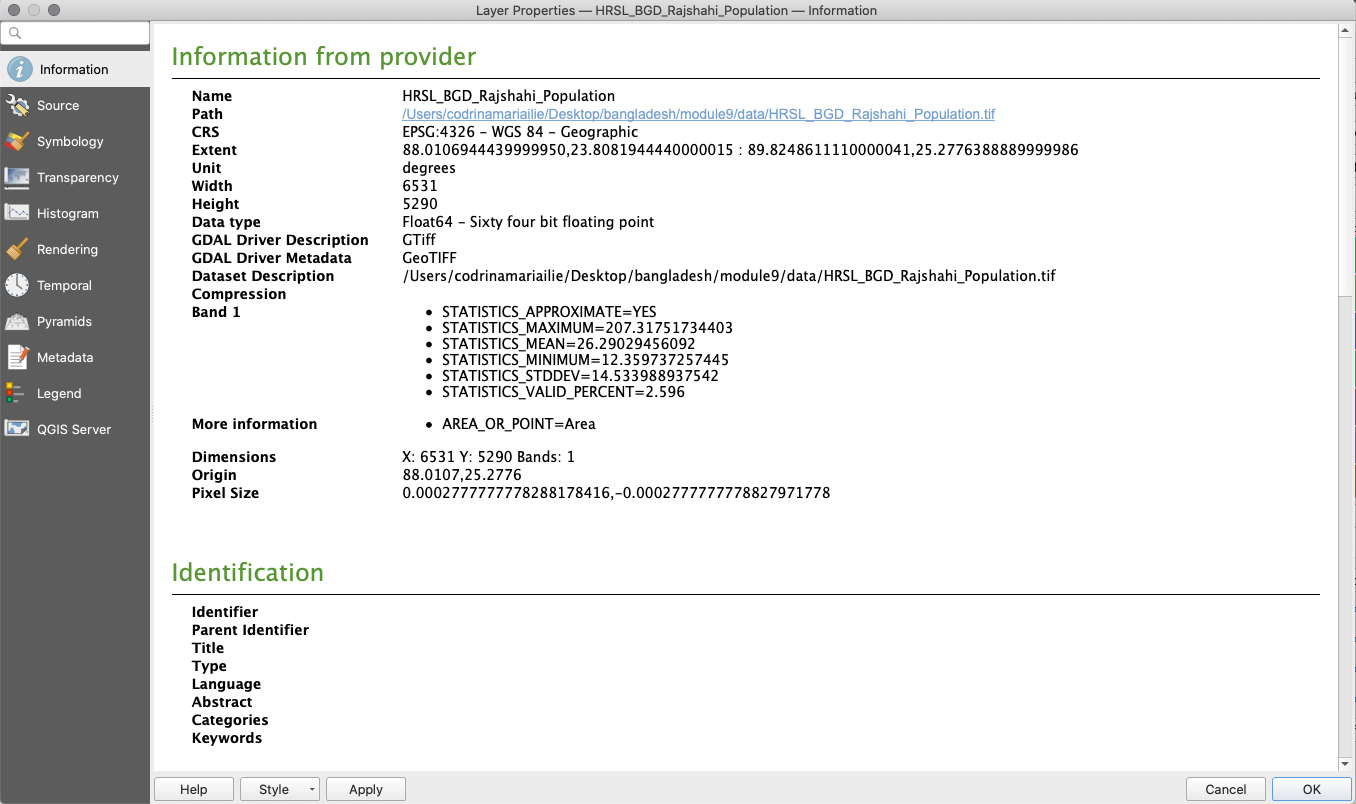 Layer Properties — HRSL_BGD_Rajshahi_Population — Information
Information
Source
Symbology
Transparency
Histogram
Rendering
Temporal
Pyramids
Metadata
Legend
QGIS Server
Information from provider
Name HRSL_BGD_Rajshahi_Population
Path /Users/codrinamariailie/Desktop/bangladesh/module9/data/HRSL_BGD_Rajshahi_Population.tif
CRS EPSG:4326 – WGS 84 – Geographic
Extent 88.0106944439999950,23.8081944440000015 : 89.8248611110000041,25.2776388889999986
Unit degrees
Width 6531
Height 5290
Data type Float64 – Sixty four bit floating point
GDAL Driver Description GTiff
GDAL Driver Metadata GeoTIFF
Dataset Description /Users/codrinamariailie/Desktop/bangladesh/module9/data/HRSL_BGD_Rajshahi_Population.tif
Compression
Band 1 • STATISTICS_APPROXIMATE=YES
• STATISTICS_MAXIMUM=207.31751734403
• STATISTICS_MEAN=26.29029456092
• STATISTICS_MINIMUM=12.359737257445
• STATISTICS_STDDEV=14.533988937542
• STATISTICS_VALID_PERCENT=2.596
More information • AREA_OR_POINT=Area
Dimensions X: 6531 Y: 5290 Bands: 1
Origin 88.0107,25.2776
Pixel Size 0.0002777777778288178416,-0.0002777777778827971778
Identification
Identifier
Parent Identifier
Title
Type
Language
Abstract
Categories
Keywords
Help Style Apply Cancel OK